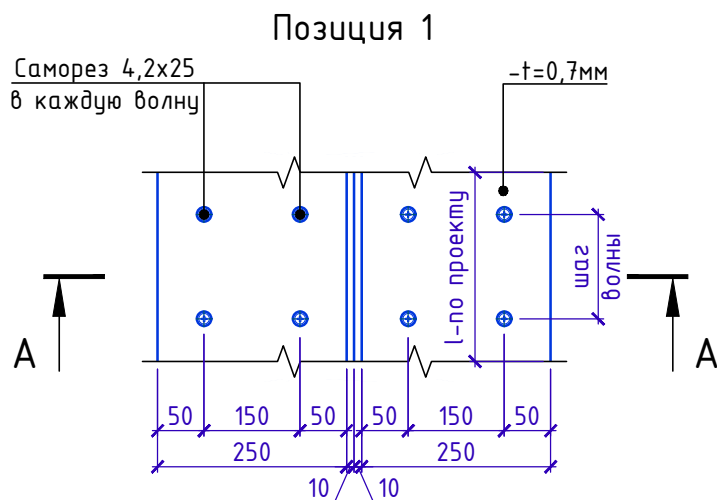 Позиция 1
Саморез 4,2х25
в каждую волну
-t=0,7мм
l-по проекту
шаг
волны
А
А
50
150
50
50
150
50
250
250
10
10